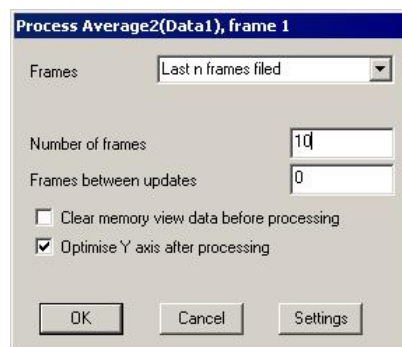 Process Average2(Data1), frame 1
Frames Last n frames filed
Number of frames 10
Frames between updates 0
Clear memory view data before processing
Optimise Y axis after processing
OK Cancel Settings